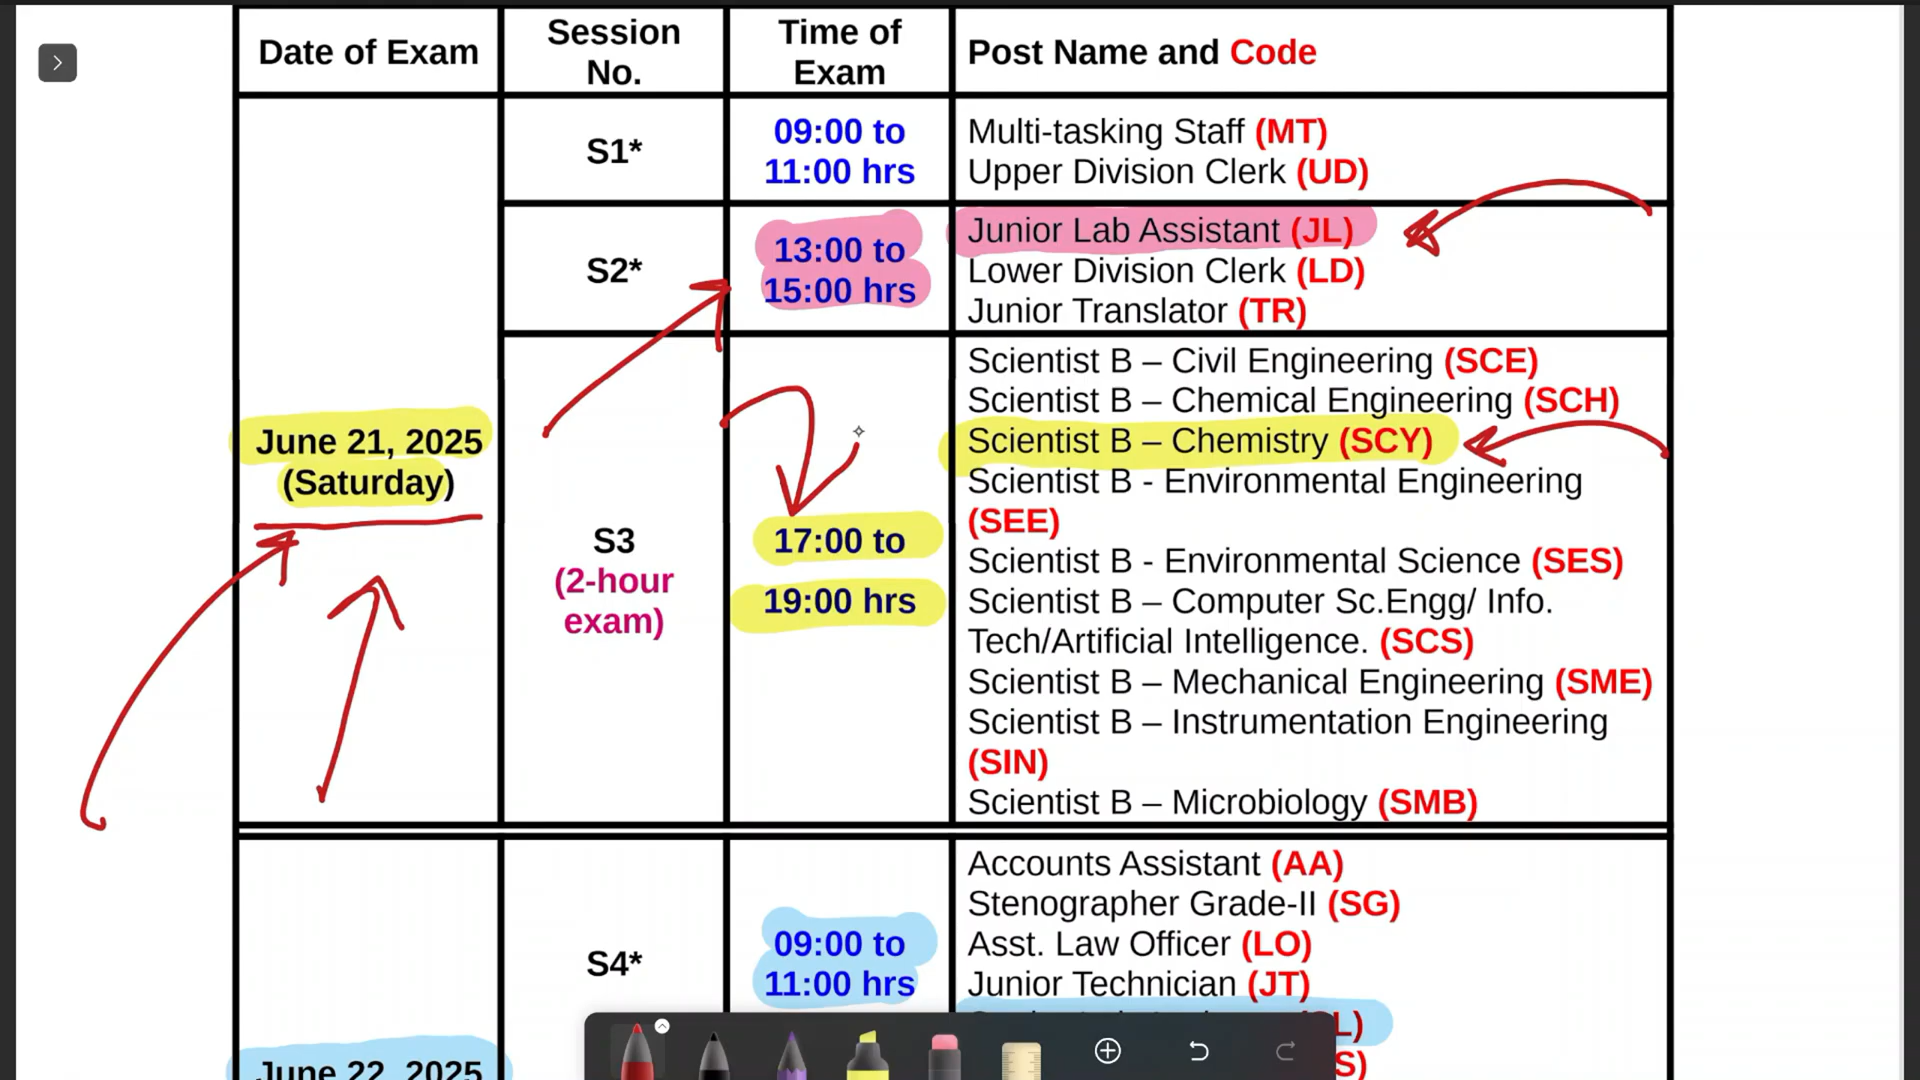 Date of Exam
Session
No.
Time of
Exam
Post Name and Code
June 21, 2025
(Saturday)
S1*
09:00 to
11:00 hrs
Multi-tasking Staff (MT)
Upper Division Clerk (UD)
S2*
13:00 to
15:00 hrs
Junior Lab Assistant (JL)
Lower Division Clerk (LD)
Junior Translator (TR)
S3
(2-hour
exam)
17:00 to
19:00 hrs
Scientist B – Civil Engineering (SCE)
Scientist B – Chemical Engineering (SCH)
Scientist B – Chemistry (SCY)
Scientist B - Environmental Engineering
(SEE)
Scientist B - Environmental Science (SES)
Scientist B – Computer Sc.Engg/ Info.
Tech/Artificial Intelligence. (SCS)
Scientist B – Mechanical Engineering (SME)
Scientist B – Instrumentation Engineering
(SIN)
Scientist B – Microbiology (SMB)
June 22, 2025
S4*
09:00 to
11:00 hrs
Accounts Assistant (AA)
Stenographer Grade-II (SG)
Asst. Law Officer (LO)
Junior Technician (JT)